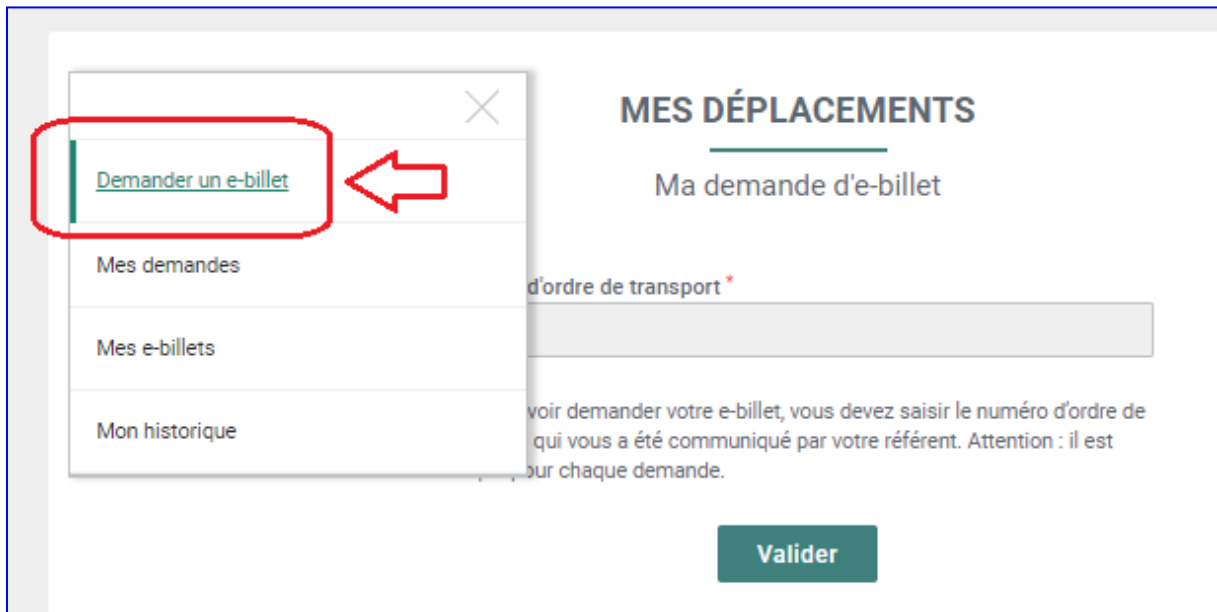 MES DÉPLACEMENTS
Ma demande d'e-billet
Demander un e-billet
Mes demandes
Mes e-billets
Mon historique
d'ordre de transport *
voir demander votre e-billet, vous devez saisir le numéro d'ordre de
qui vous a été communiqué par votre référent. Attention : il est
pour chaque demande.
Valider